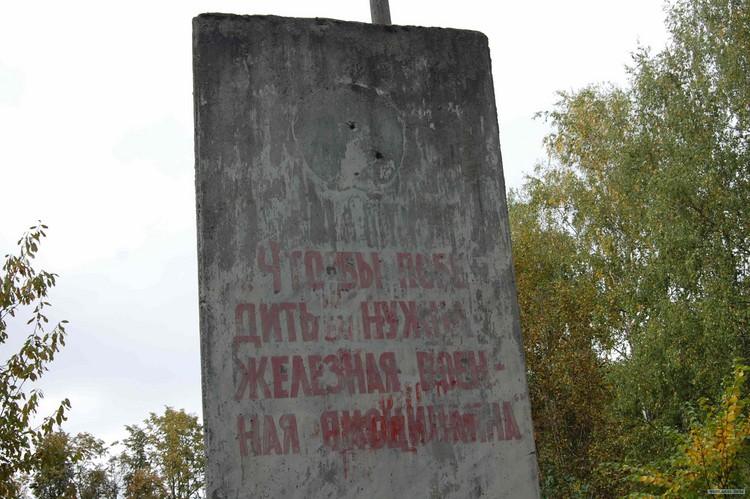 "Чтобы побе
дить нужна
железная воен-
ная дисциплина"